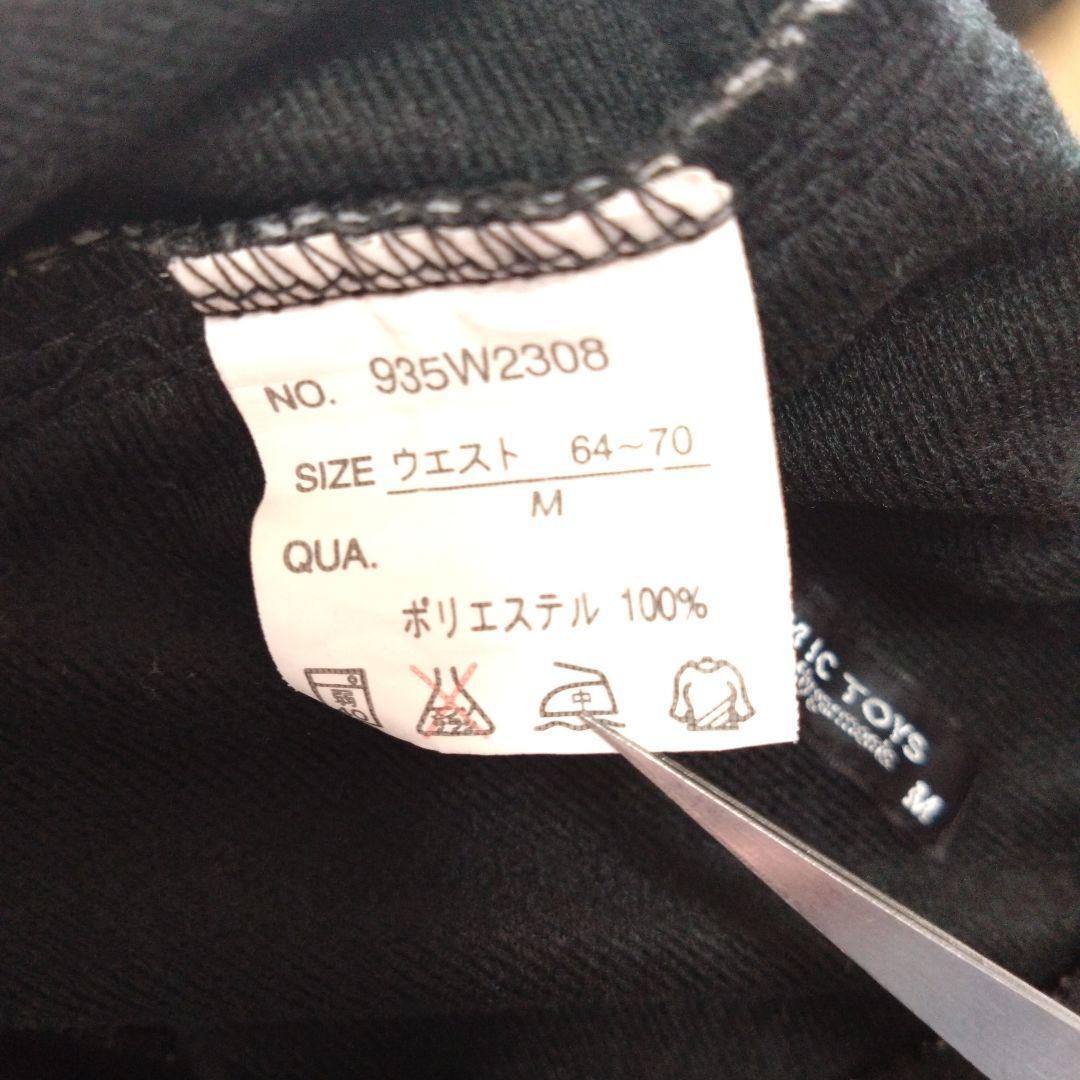 NO. 935W2308
SIZE ウエスト 64~70
M
QUA.
ポリエステル 100%
中
IC TOYS
M